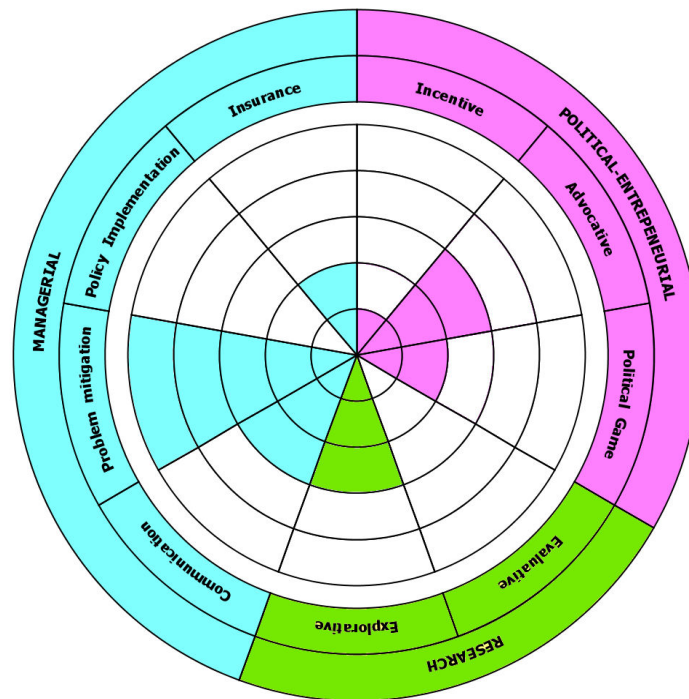 POLITICAL-ENTREPENEURIAL
Incentive
Advocative
Political Game
RESEARCH
Evaluative
Explorative
MANAGERIAL
Communication
Problem mitigation
Policy Implementation
Insurance